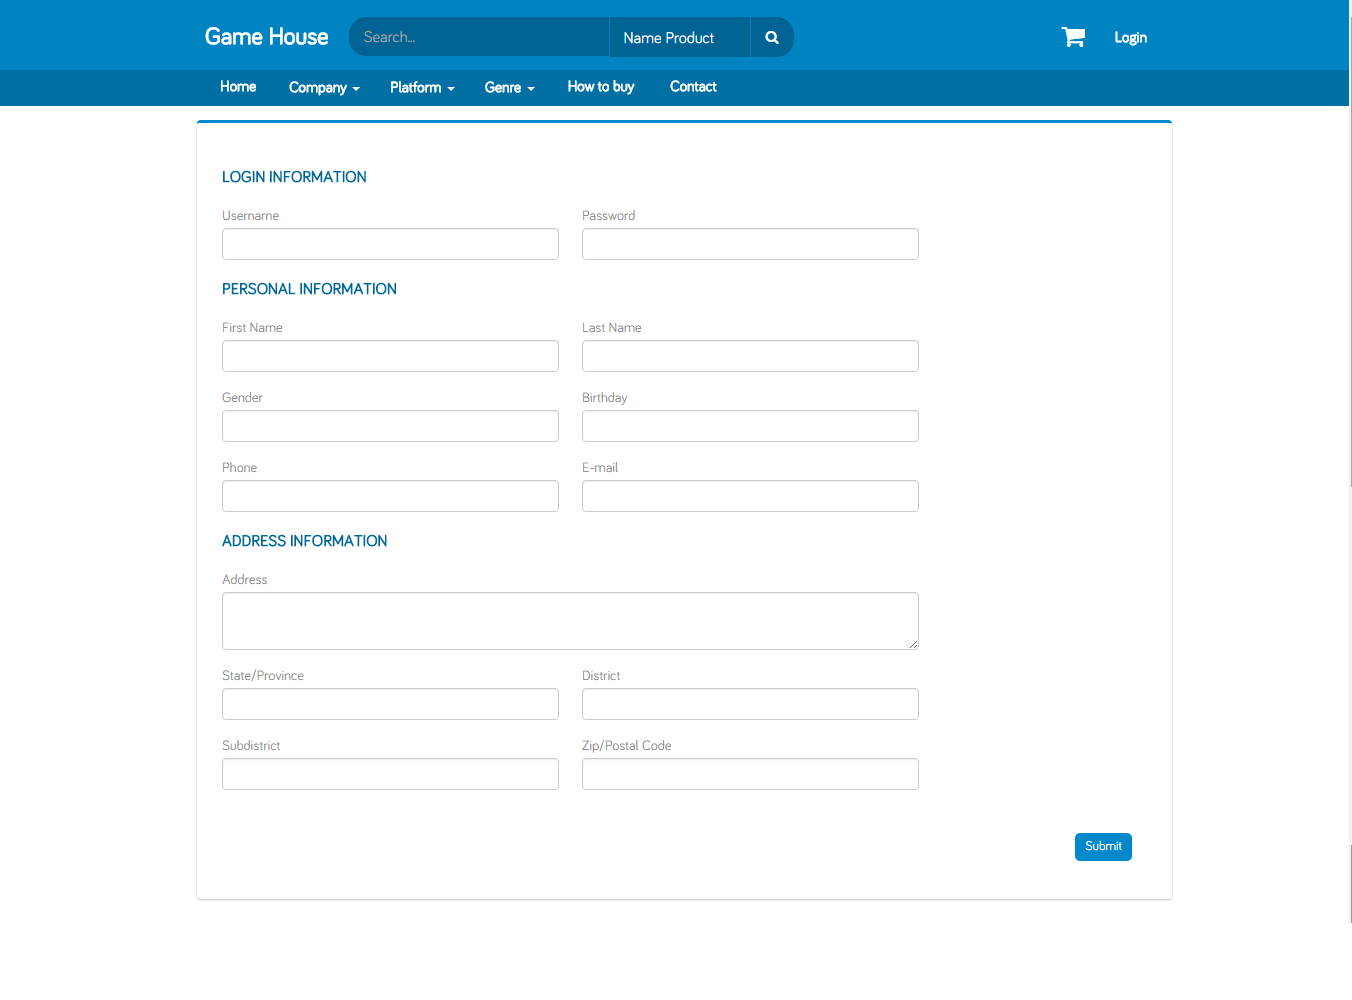 Game House Search... Name Product Login
Home Company Platform Genre How to buy Contact
LOGIN INFORMATION
Username Password
PERSONAL INFORMATION
First Name Last Name
Gender Birthday
Phone E-mail
ADDRESS INFORMATION
Address
State/Province District
Subdistrict Zip/Postal Code
Submit